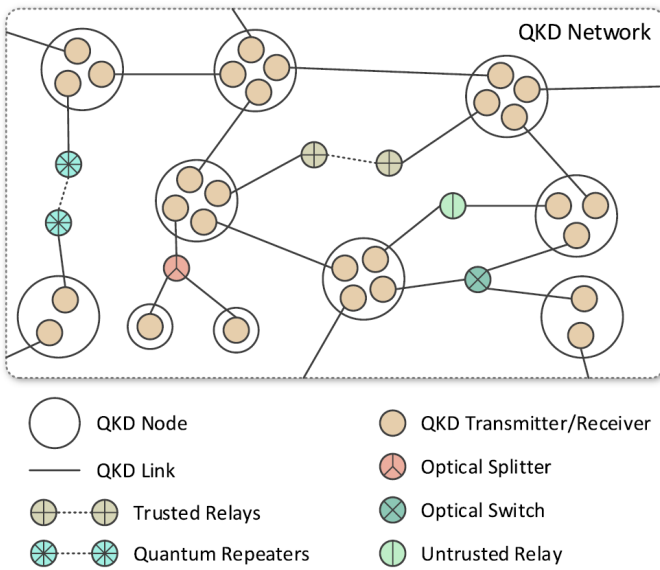 QKD Network
QKD Node
QKD Transmitter/Receiver
QKD Link
Optical Splitter
Trusted Relays
Optical Switch
Quantum Repeaters
Untrusted Relay